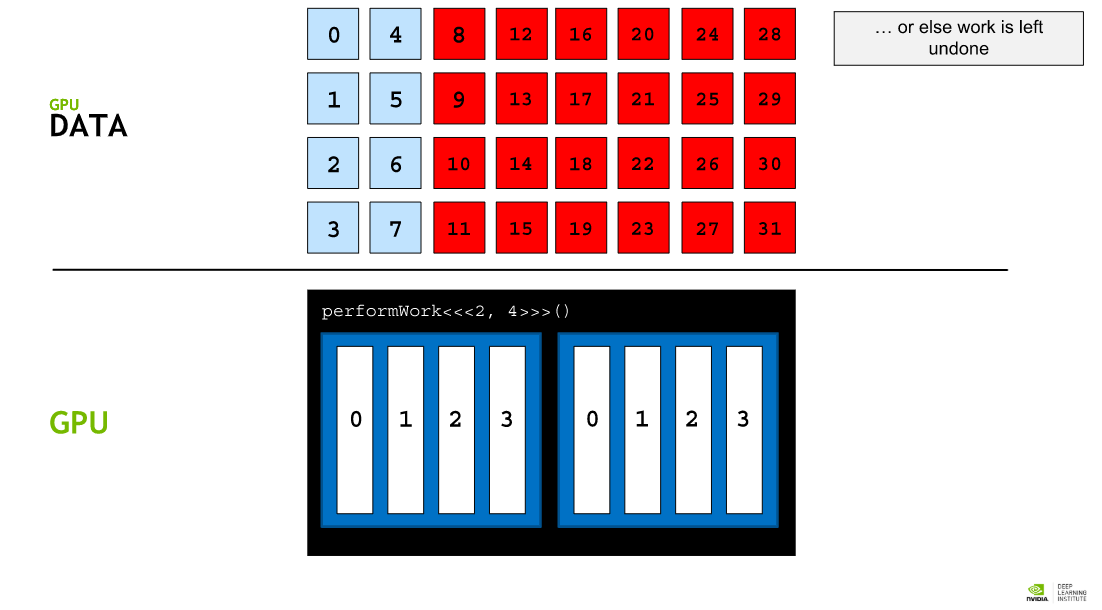 0 4 8 12 16 20 24 28
… or else work is left
undone
1 5 9 13 17 21 25 29
GPU
DATA
2 6 10 14 18 22 26 30
3 7 11 15 19 23 27 31
performWork<<<2, 4>>>()
GPU
0 1 2 3 0 1 2 3
NVIDIA
DEEP
LEARNING
INSTITUTE